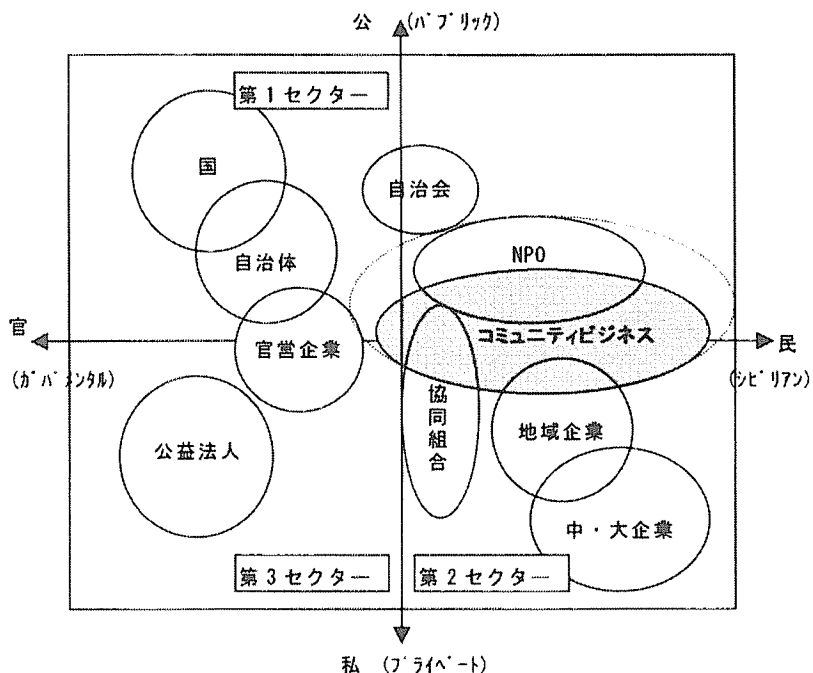 公 (パブリック)
第1セクター
国
自治会
自治体
NPO
官
官営企業
コミュニティビジネス
民
(ガバメンタル)
(シビリアン)
協同組合
公益法人
地域企業
中・大企業
第3セクター
第2セクター
私 (プライベート)